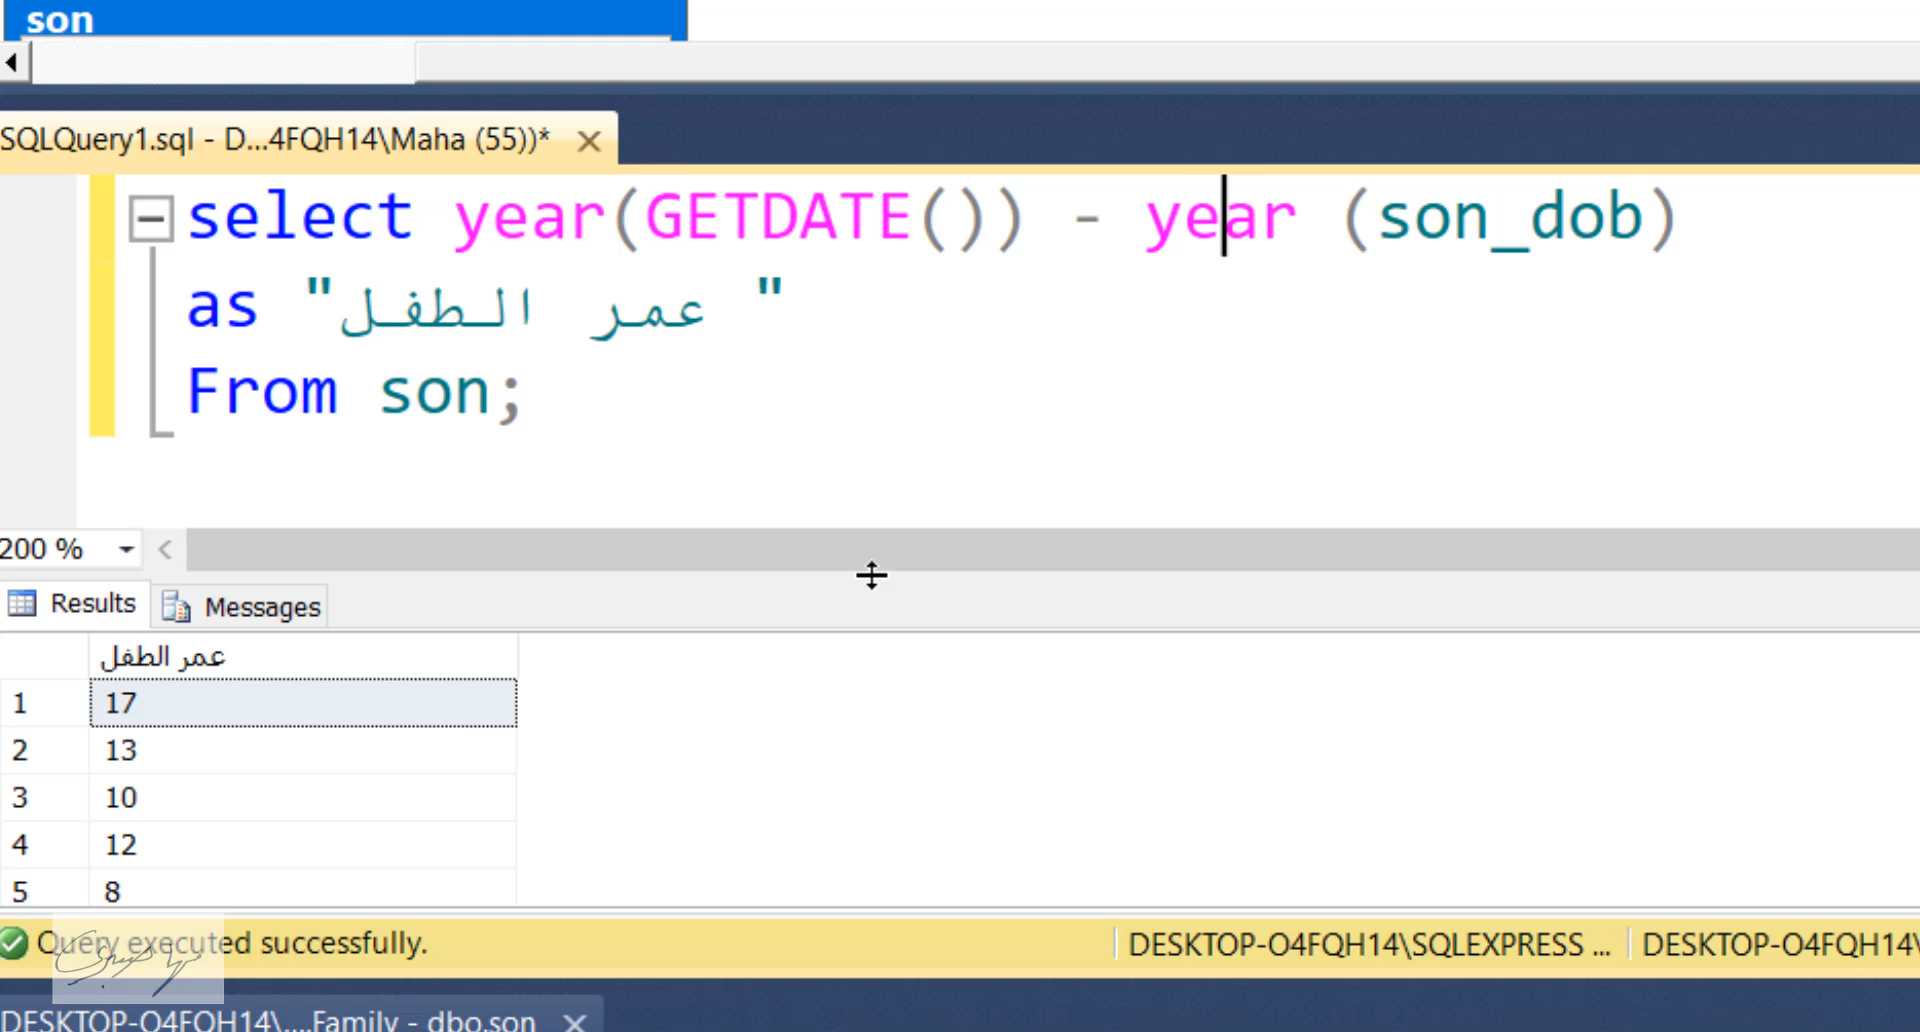 son
SQLQuery1.sql - D...4FQH14\Maha (55))*
select year(GETDATE()) - year (son_dob)
as "عمر الطفل "
From son;
200 %
Results
Messages
عمر الطفل
1 17
2 13
3 10
4 12
5 8
Query executed successfully.
DESKTOP-O4FQH14\SQLEXPRESS ...
DESKTOP-O4FQH14\
DESKTOP-O4FQH14\....Family - dbo.son